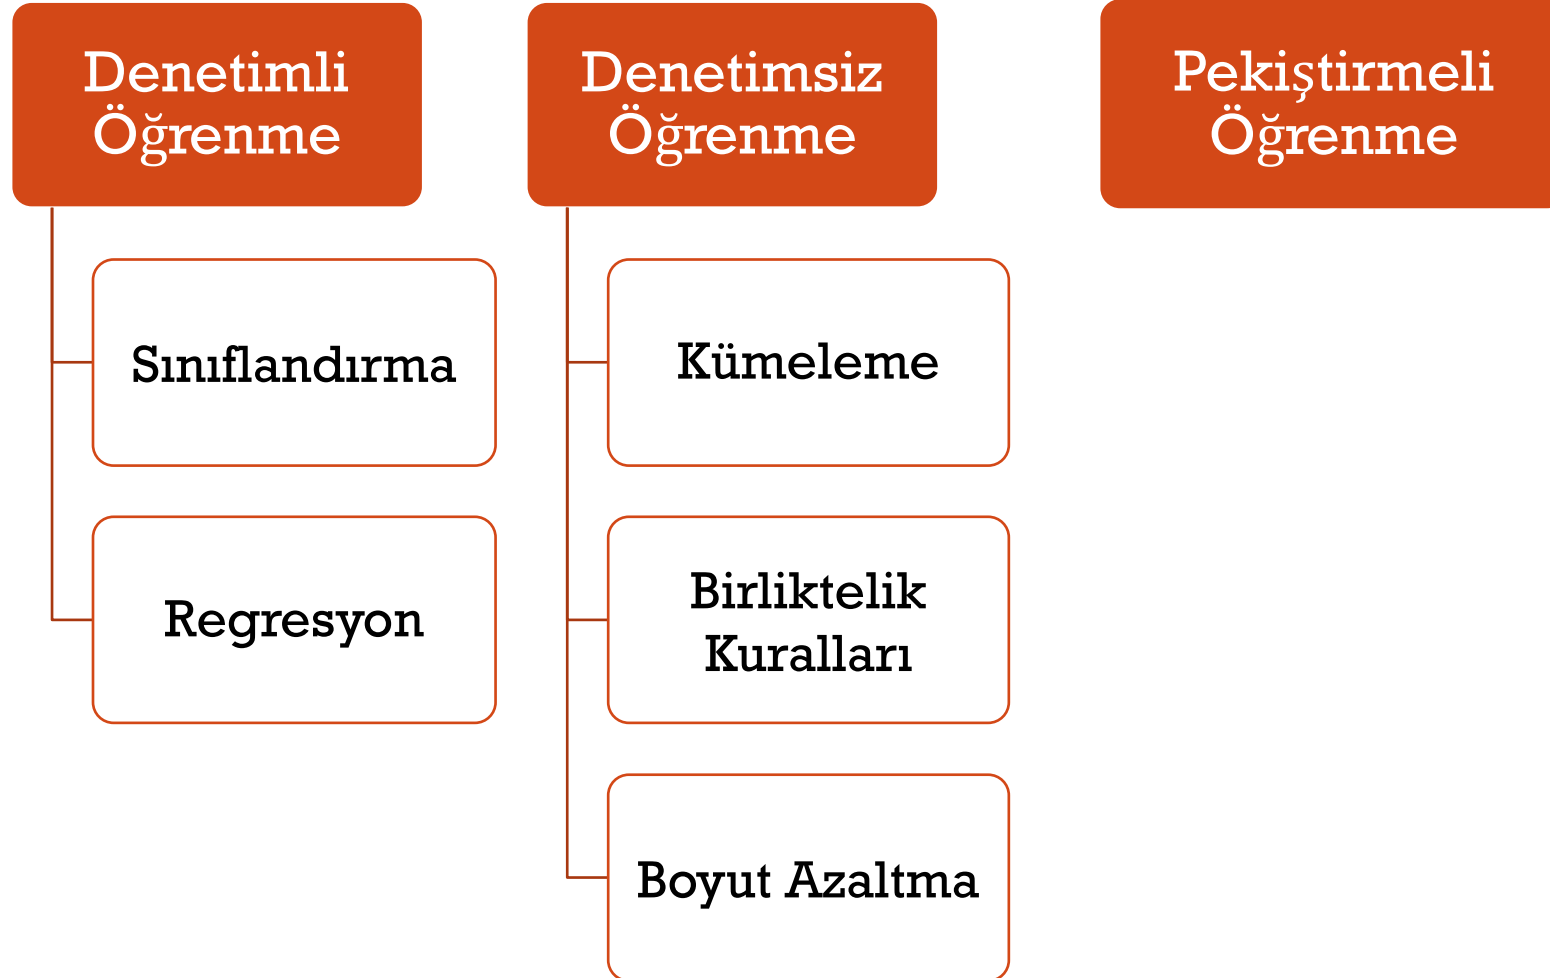 Denetimli
Öğrenme
Sınıflandırma
Regresyon
Denetimsiz
Öğrenme
Kümeleme
Birliktelik
Kuralları
Boyut Azaltma
Pekiştirmeli
Öğrenme